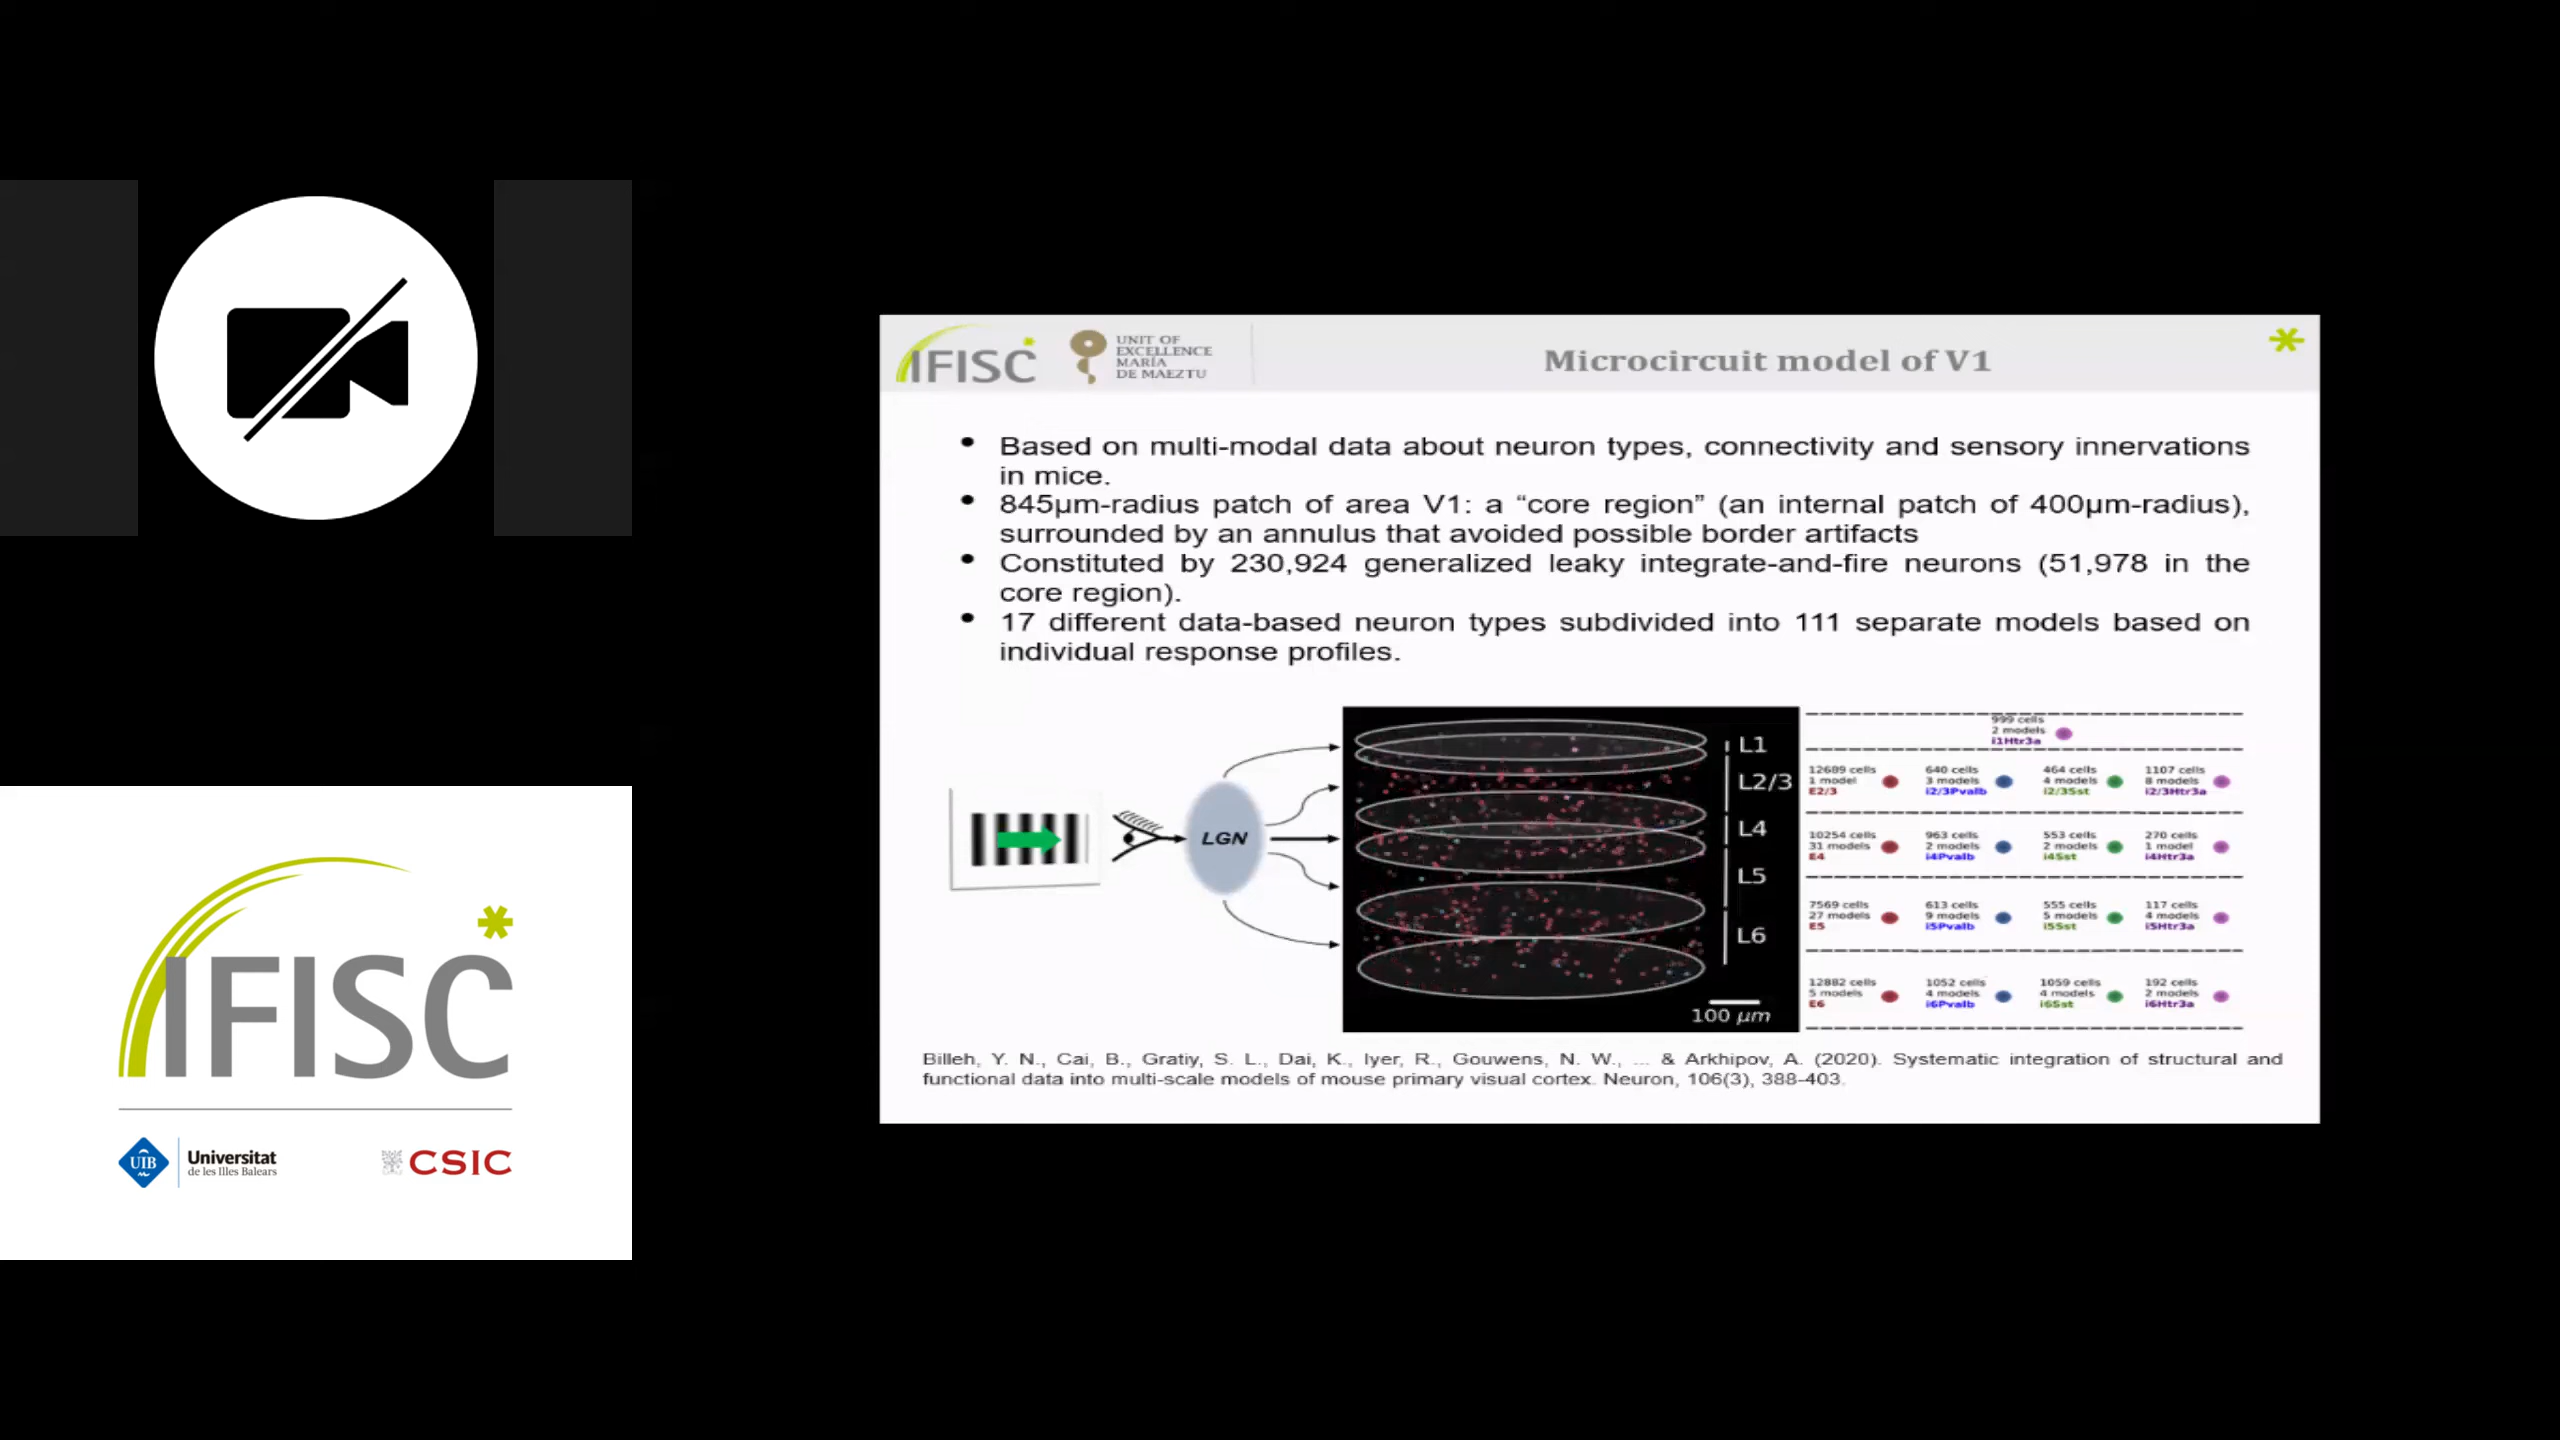 IFISC
UNIT OF
EXCELLENCE
MARÍA
DE MAEZTU
Microcircuit model of V1
• Based on multi-modal data about neuron types, connectivity and sensory innervations
in mice.
• 845µm-radius patch of area V1: a “core region” (an internal patch of 400µm-radius),
surrounded by an annulus that avoided possible border artifacts
• Constituted by 230,924 generalized leaky integrate-and-fire neurons (51,978 in the
core region).
• 17 different data-based neuron types subdivided into 111 separate models based on
individual response profiles.
LGN
L1
L2/3
L4
L5
L6
100 µm
999 cells
2 models
i1Htr3a
12689 cells
1 model
E2/3
640 cells
3 models
i2/3Pvalb
464 cells
4 models
i2/3Sst
1107 cells
8 models
i2/3Htr3a
10254 cells
31 models
E4
963 cells
2 models
i4Pvalb
553 cells
2 models
i4Sst
270 cells
1 model
i4Htr3a
7569 cells
27 models
E5
613 cells
9 models
i5Pvalb
555 cells
5 models
i5Sst
117 cells
4 models
i5Htr3a
12882 cells
5 models
E6
1052 cells
4 models
i6Pvalb
1059 cells
4 models
i6Sst
192 cells
2 models
i6Htr3a
Billeh, Y. N., Cai, B., Gratiy, S. L., Dai, K., Iyer, R., Gouwens, N. W., ... & Arkhipov, A. (2020). Systematic integration of structural and
functional data into multi-scale models of mouse primary visual cortex. Neuron, 106(3), 388-403.
IFISC
UIB
Universitat
de les Illes Balears
CSIC